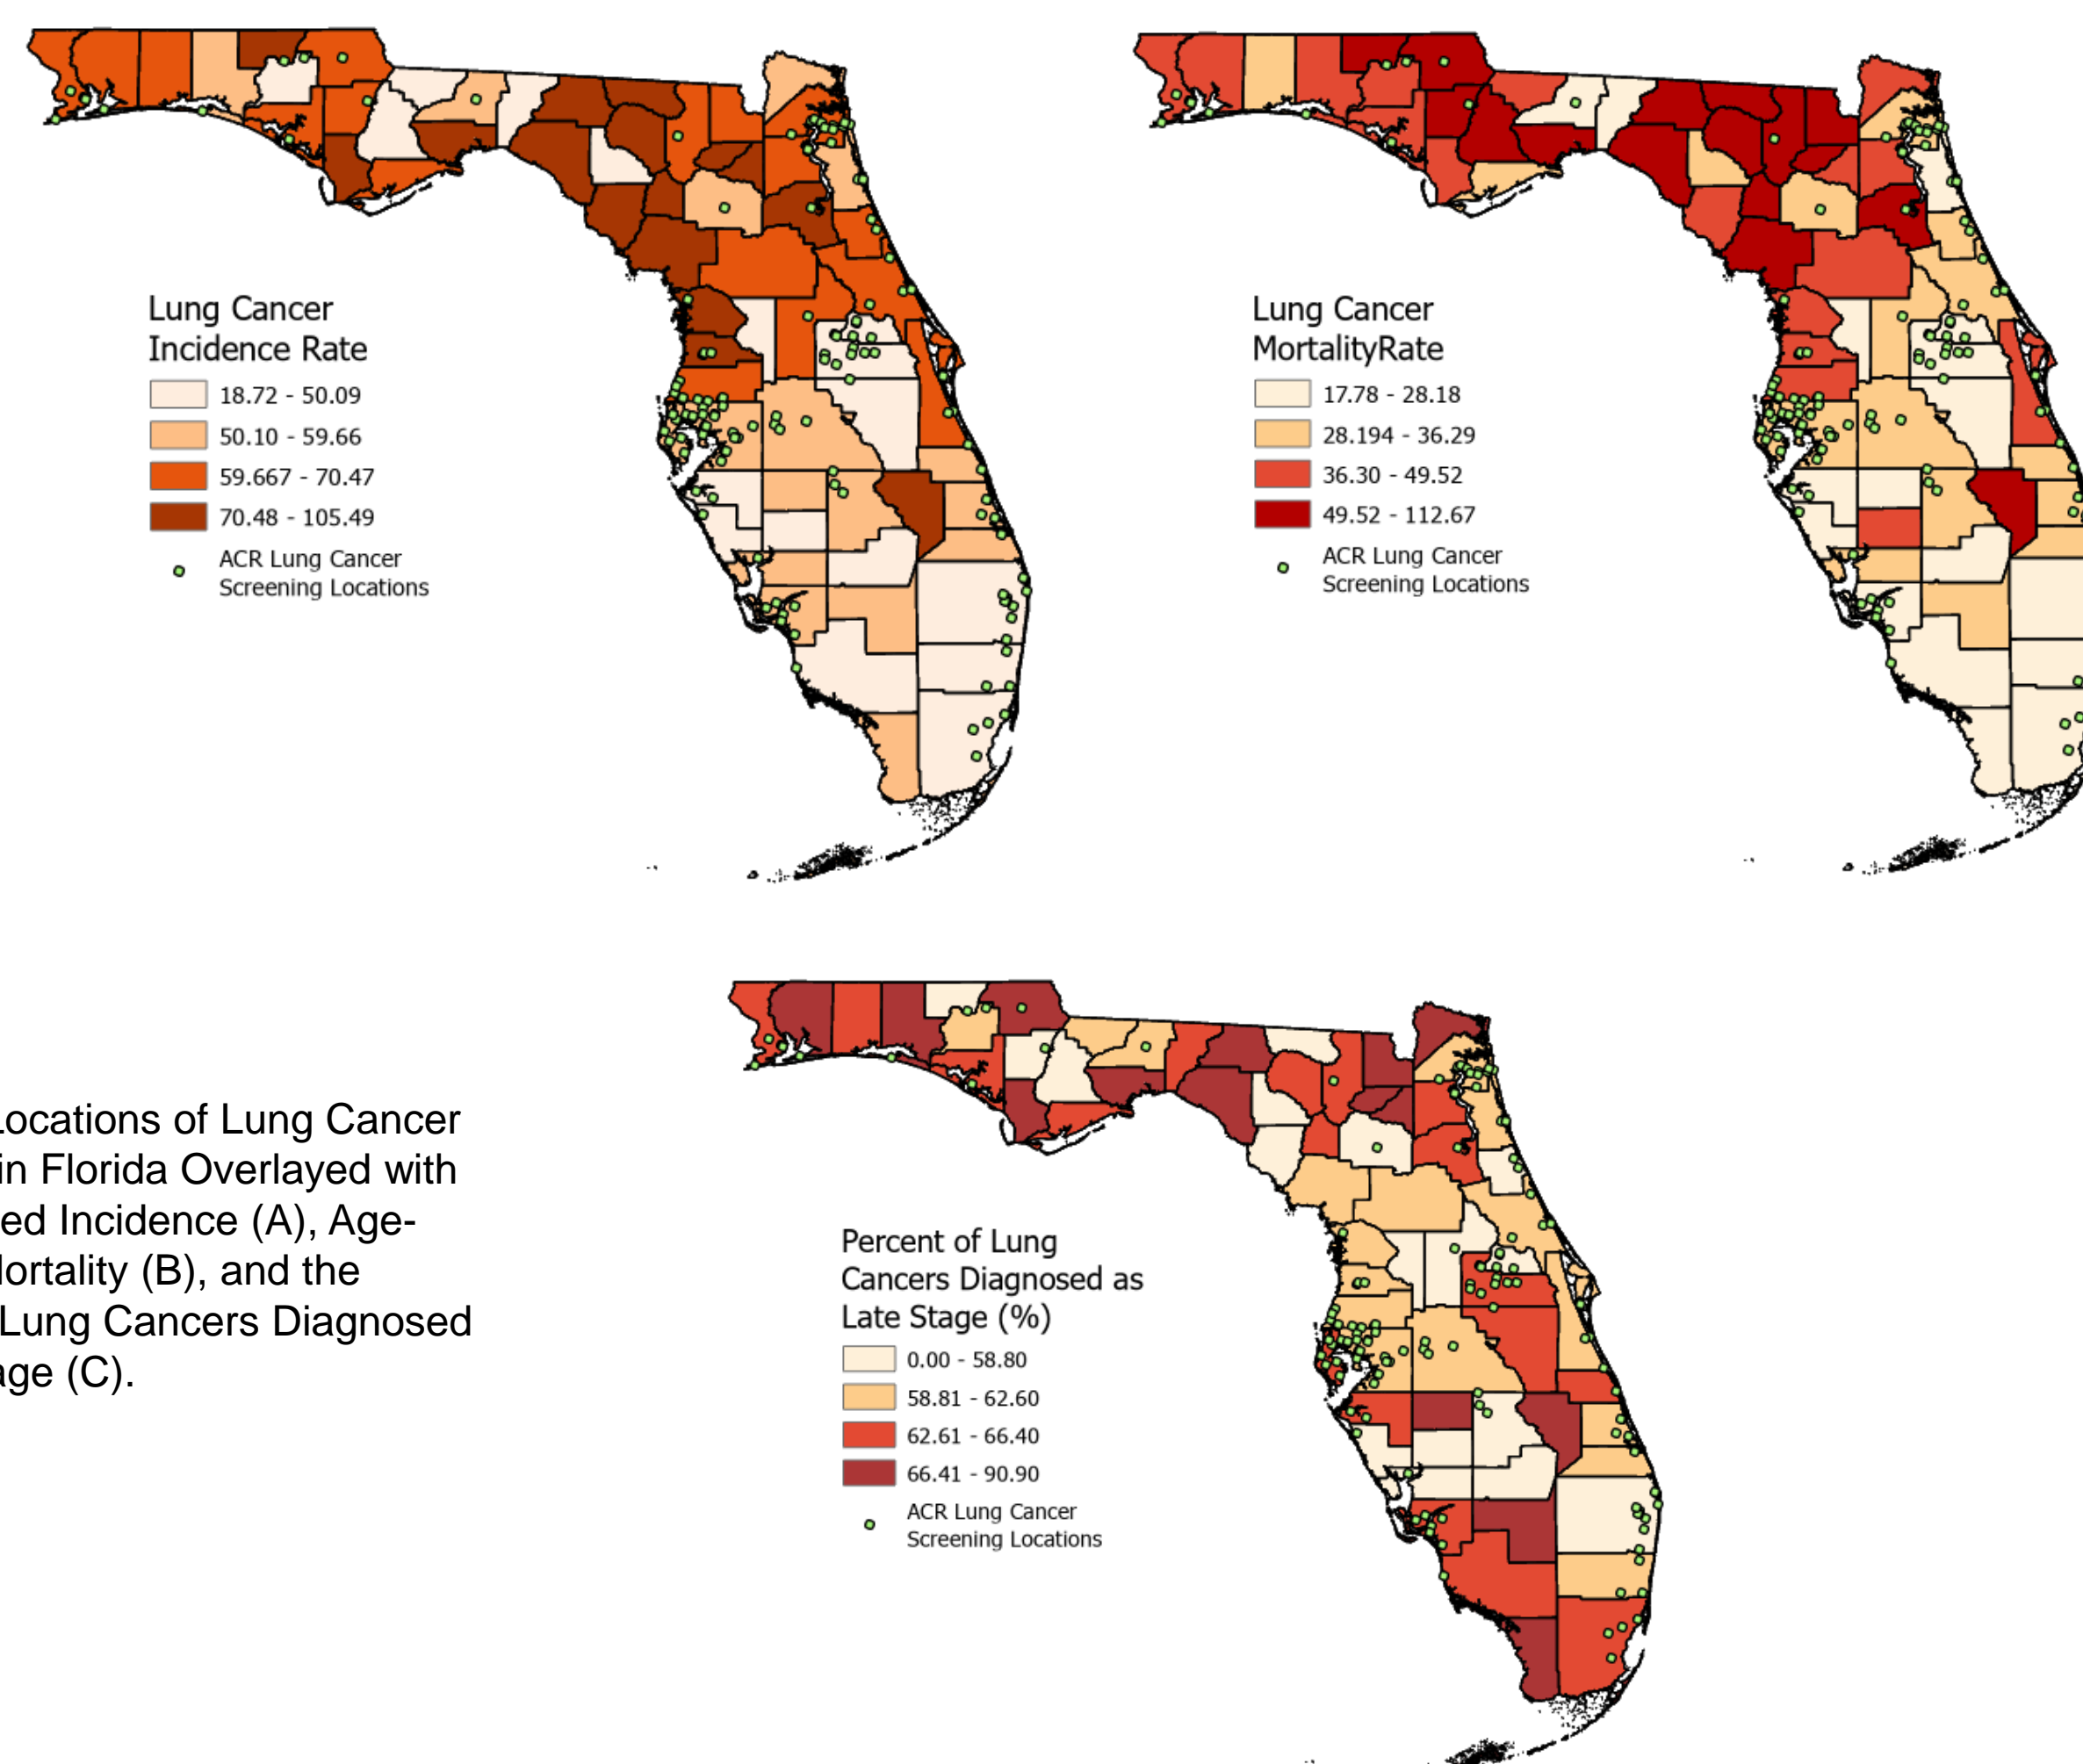 Lung Cancer
Incidence Rate
18.72 - 50.09
50.10 - 59.66
59.667 - 70.47
70.48 - 105.49
ACR Lung Cancer
Screening Locations
Lung Cancer
MortalityRate
17.78 - 28.18
28.194 - 36.29
36.30 - 49.52
49.52 - 112.67
ACR Lung Cancer
Screening Locations
Locations of Lung Cancer
in Florida Overlayed with
ed Incidence (A), Age-
Mortality (B), and the
Lung Cancers Diagnosed
age (C).
Percent of Lung
Cancers Diagnosed as
Late Stage (%)
0.00 - 58.80
58.81 - 62.60
62.61 - 66.40
66.41 - 90.90
ACR Lung Cancer
Screening Locations